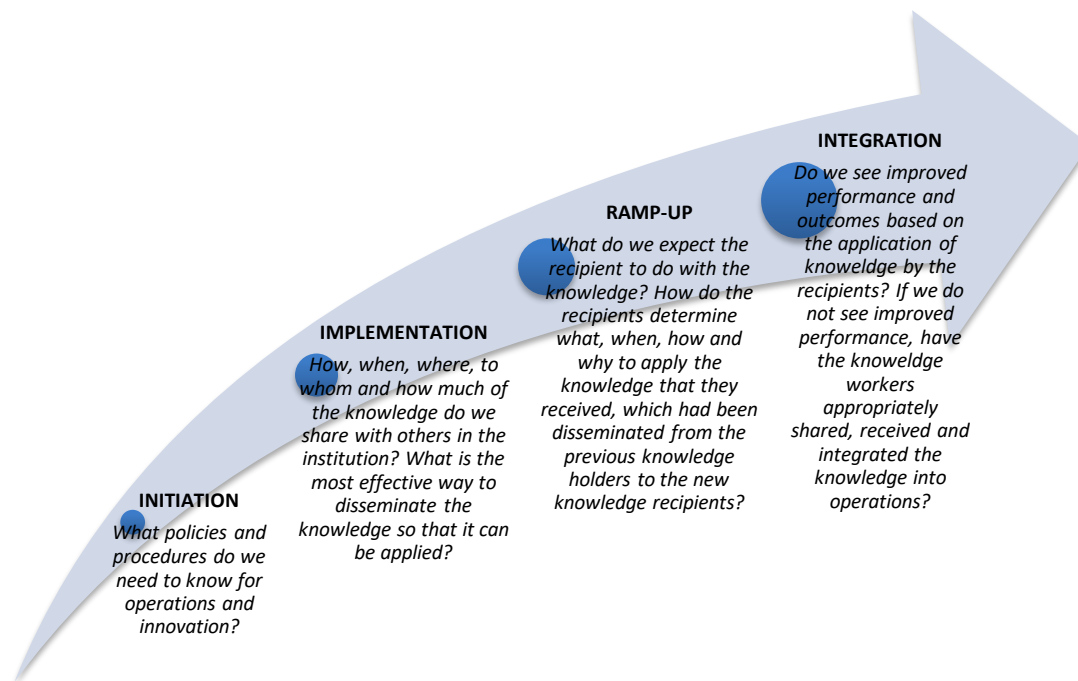 INITIATION
What policies and
procedures do we
need to know for
operations and
innovation?
IMPLEMENTATION
How, when, where, to
whom and how much of
the knowledge do we
share with others in the
institution? What is the
most effective way to
disseminate the
knowledge so that it can
be applied?
RAMP-UP
What do we expect the
recipient to do with the
knowledge? How do the
recipients determine
what, when, how and
why to apply the
knowledge that they
received, which had been
disseminated from the
previous knowledge
holders to the new
knowledge recipients?
INTEGRATION
Do we see improved
performance and
outcomes based on
the application of
knoweldge by the
recipients? If we do
not see improved
performance, have
the knoweldge
workers
appropriately
shared, received and
integrated the
knowledge into
operations?